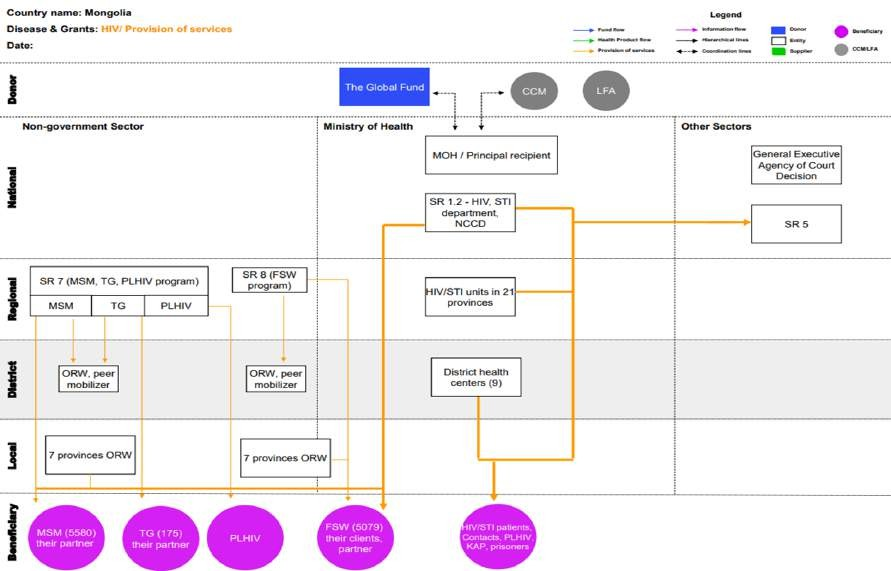 Country name: Mongolia
Disease & Grants: HIV/ Provision of services
Date:
Legend
Fund flow
Health Product flow
Provision of services
Information flow
Hierarchical lines
Coordination lines
Donor
Entity
Supplier
Beneficiary
CCM/LFA
Donor
The Global Fund
CCM
LFA
Non-government Sector
Ministry of Health
Other Sectors
National
MOH / Principal recipient
General Executive
Agency of Court
Decision
SR 1.2 - HIV, STI
department,
NCCD
SR 5
Regional
SR 7 (MSM, TG, PLHIV program)
MSM
TG
PLHIV
SR 8 (FSW
program)
HIV/STI units in 21
provinces
District
ORW, peer
mobilizer
ORW, peer
mobilizer
District health
centers (9)
Local
7 provinces ORW
7 provinces ORW
Beneficiary
MSM (5580)
their partner
TG (175)
their partner
PLHIV
FSW (5079)
their clients,
partner
HIV/STI patients,
Contacts, PLHIV,
KAP, prisoners